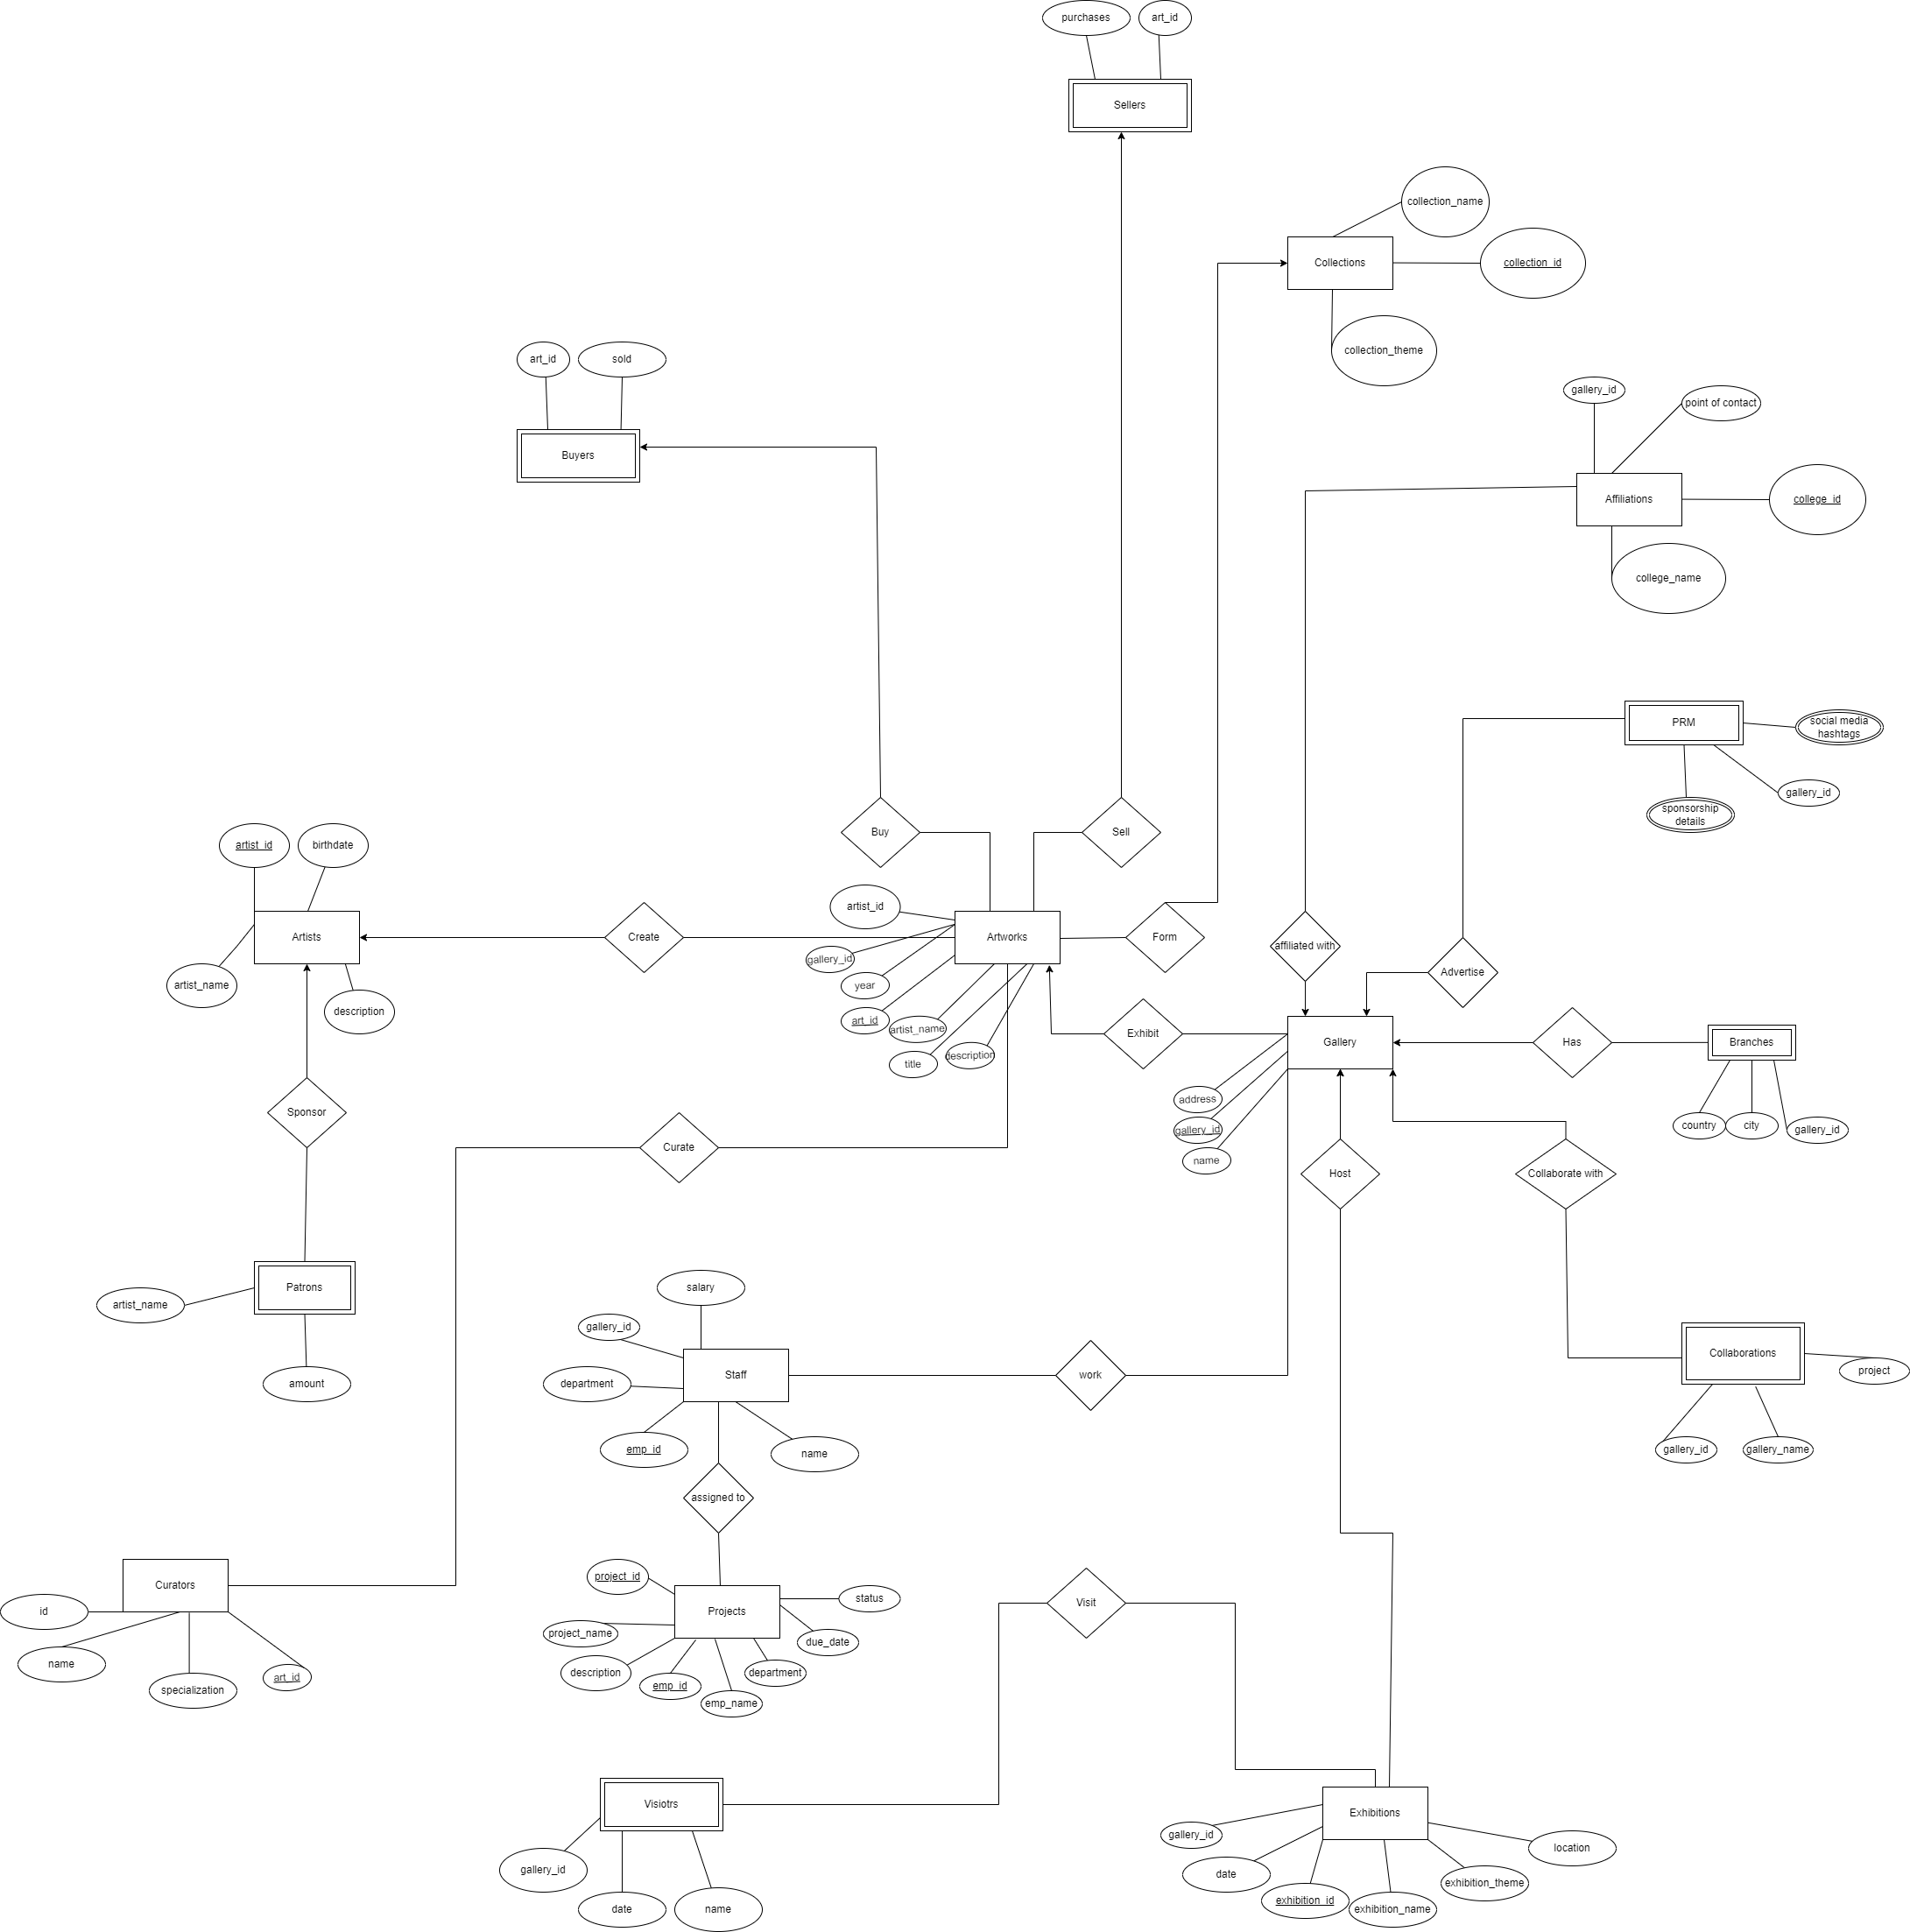 purchases
art_id
Sellers
collection_name
Collections
collection_id
collection_theme
art_id
sold
Buyers
gallery_id
point of contact
Affiliations
college_id
college_name
PRM
social media
hashtags
gallery_id
sponsorship
details
Buy
Sell
artist_id
birthdate
Artists
artist_name
description
Create
artist_id
gallery_id
year
art_id
artist_name
title
description
Artworks
Form
affiliated with
Advertise
Exhibit
Gallery
address
gallery_id
name
Has
Branches
country
city
gallery_id
Sponsor
Curate
Host
Collaborate with
Patrons
artist_name
amount
salary
gallery_id
Staff
department
emp_id
name
work
Collaborations
project
gallery_id
gallery_name
assigned to
Curators
id
name
specialization
art_id
project_id
Projects
status
project_name
due_date
description
emp_id
emp_name
department
Visit
Visiotrs
gallery_id
date
name
Exhibitions
gallery_id
date
exhibition_id
exhibition_name
exhibition_theme
location